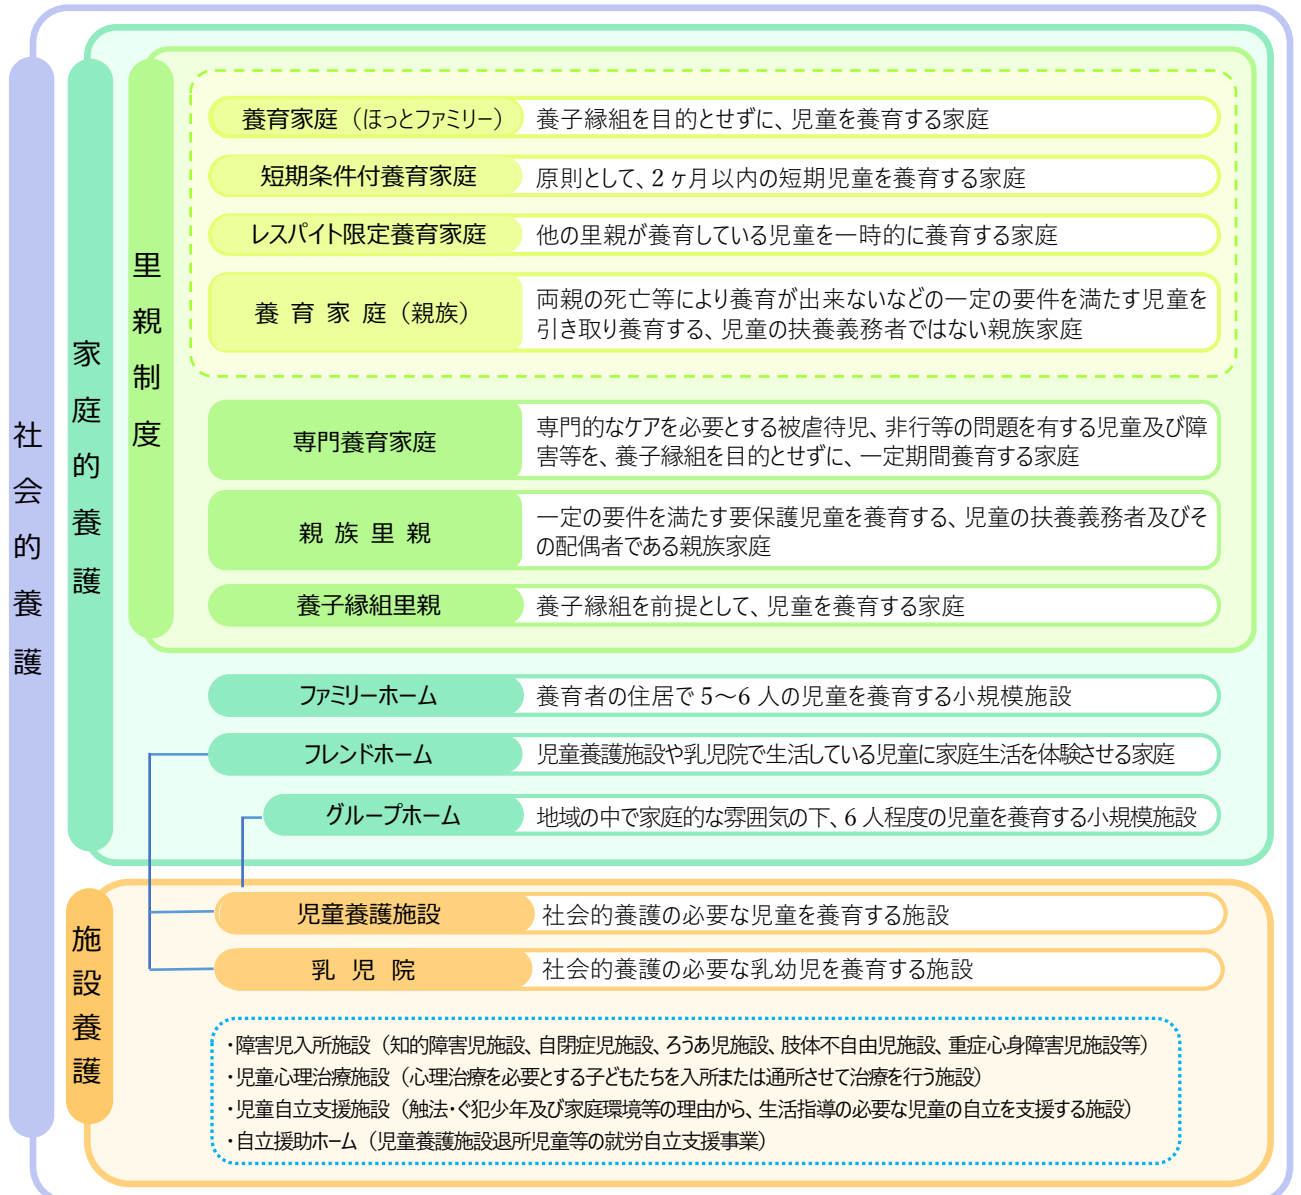 社会的養護
家庭的養護
里親制度
養育家庭（ほっとファミリー）
養子縁組を目的とせずに、児童を養育する家庭
短期条件付養育家庭
原則として、2ヶ月以内の短期児童を養育する家庭
レスパイト限定養育家庭
他の里親が養育している児童を一時的に養育する家庭
養育家庭（親族）
両親の死亡等により養育が出来ないなどの一定の要件を満たす児童を
引き取り養育する、児童の扶養義務者ではない親族家庭
専門養育家庭
専門的なケアを必要とする被虐待児、非行等の問題を有する児童及び障
害等を、養子縁組を目的とせずに、一定期間養育する家庭
親族里親
一定の要件を満たす要保護児童を養育する、児童の扶養義務者及びそ
の配偶者である親族家庭
養子縁組里親
養子縁組を前提として、児童を養育する家庭
ファミリーホーム
養育者の住居で5～6人の児童を養育する小規模施設
フレンドホーム
児童養護施設や乳児院で生活している児童に家庭生活を体験させる家庭
グループホーム
地域の中で家庭的な雰囲気の下、6人程度の児童を養育する小規模施設
施設養護
児童養護施設
社会的養護の必要な児童を養育する施設
乳児院
社会的養護の必要な乳幼児を養育する施設
・障害児入所施設（知的障害児施設、自閉症児施設、ろうあ児施設、肢体不自由児施設、重症心身障害児施設等）
・児童心理治療施設（心理治療を必要とする子どもたちを入所または通所させて治療を行う施設）
・児童自立支援施設（触法・ぐ犯少年及び家庭環境等の理由から、生活指導の必要な児童の自立を支援する施設）
・自立援助ホーム（児童養護施設退所児童等の就労自立支援事業）